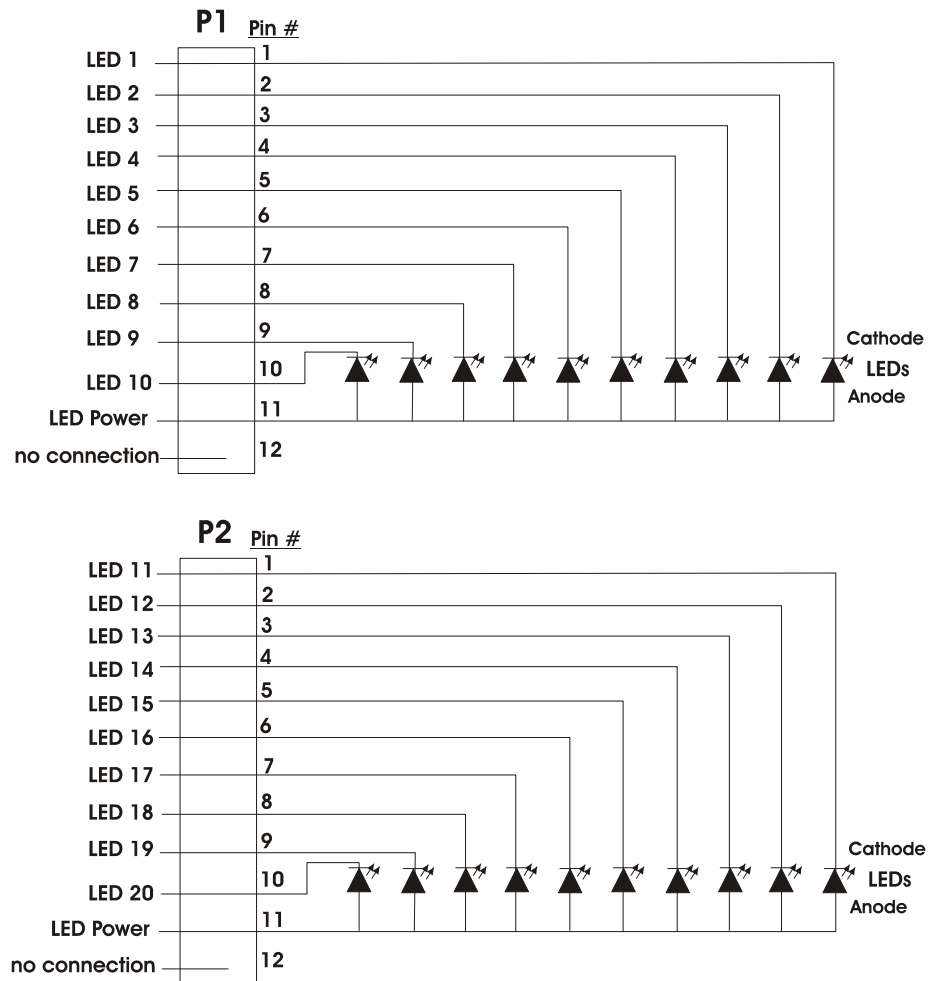 P1 Pin #
LED 1 1
LED 2 2
LED 3 3
LED 4 4
LED 5 5
LED 6 6
LED 7 7
LED 8 8
LED 9 9
Cathode
LED 10 10
LEDs
Anode
LED Power 11
no connection 12
P2 Pin #
LED 11 1
LED 12 2
LED 13 3
LED 14 4
LED 15 5
LED 16 6
LED 17 7
LED 18 8
LED 19 9
Cathode
LED 20 10
LEDs
Anode
LED Power 11
no connection 12